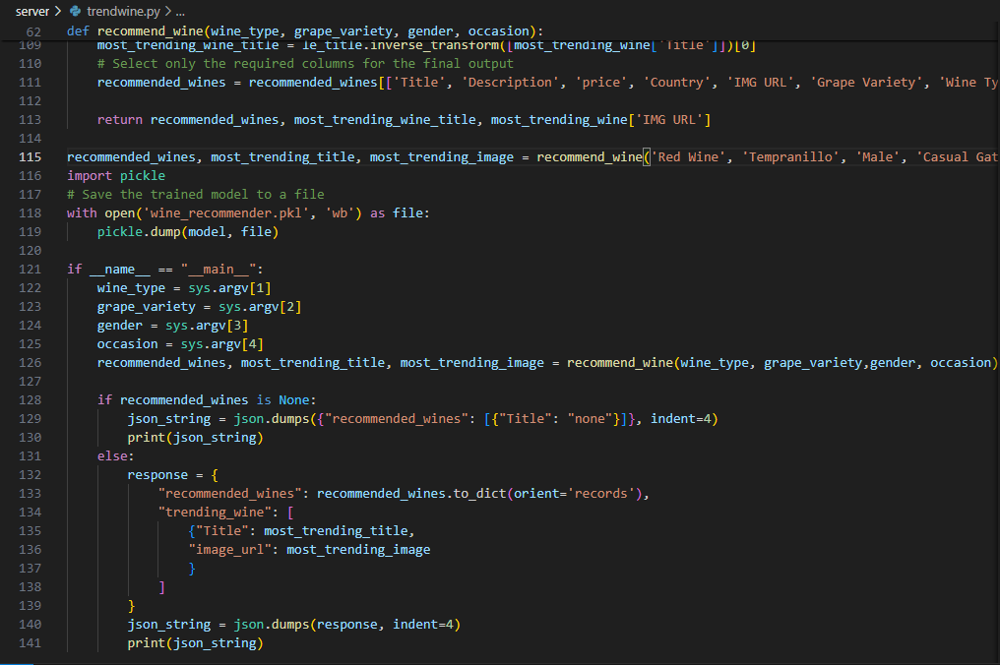 server > trendwine.py > ...
62 def recommend_wine(wine_type, grape_variety, gender, occasion):
109 most_trending_wine_title = le_title.inverse_transform([most_trending_wine['Title']])[0]
110 # Select only the required columns for the final output
111 recommended_wines = recommended_wines[['Title', 'Description', 'price', 'Country', 'IMG URL', 'Grape Variety', 'Wine Ty
112
113 return recommended_wines, most_trending_wine_title, most_trending_wine['IMG URL']
114
115 recommended_wines, most_trending_title, most_trending_image = recommend_wine('Red Wine', 'Tempranillo', 'Male', 'Casual Gat
116 import pickle
117 # Save the trained model to a file
118 with open('wine_recommender.pkl', 'wb') as file:
119 pickle.dump(model, file)
120
121 if __name__ == "__main__":
122 wine_type = sys.argv[1]
123 grape_variety = sys.argv[2]
124 gender = sys.argv[3]
125 occasion = sys.argv[4]
126 recommended_wines, most_trending_title, most_trending_image = recommend_wine(wine_type, grape_variety,gender, occasion)
127
128 if recommended_wines is None:
129 json_string = json.dumps({"recommended_wines": [{"Title": "none"}]}, indent=4)
130 print(json_string)
131 else:
132 response = {
133 "recommended_wines": recommended_wines.to_dict(orient='records'),
134 "trending_wine": [
135 {"Title": most_trending_title,
136 "image_url": most_trending_image
137 }
138 ]
139 }
140 json_string = json.dumps(response, indent=4)
141 print(json_string)